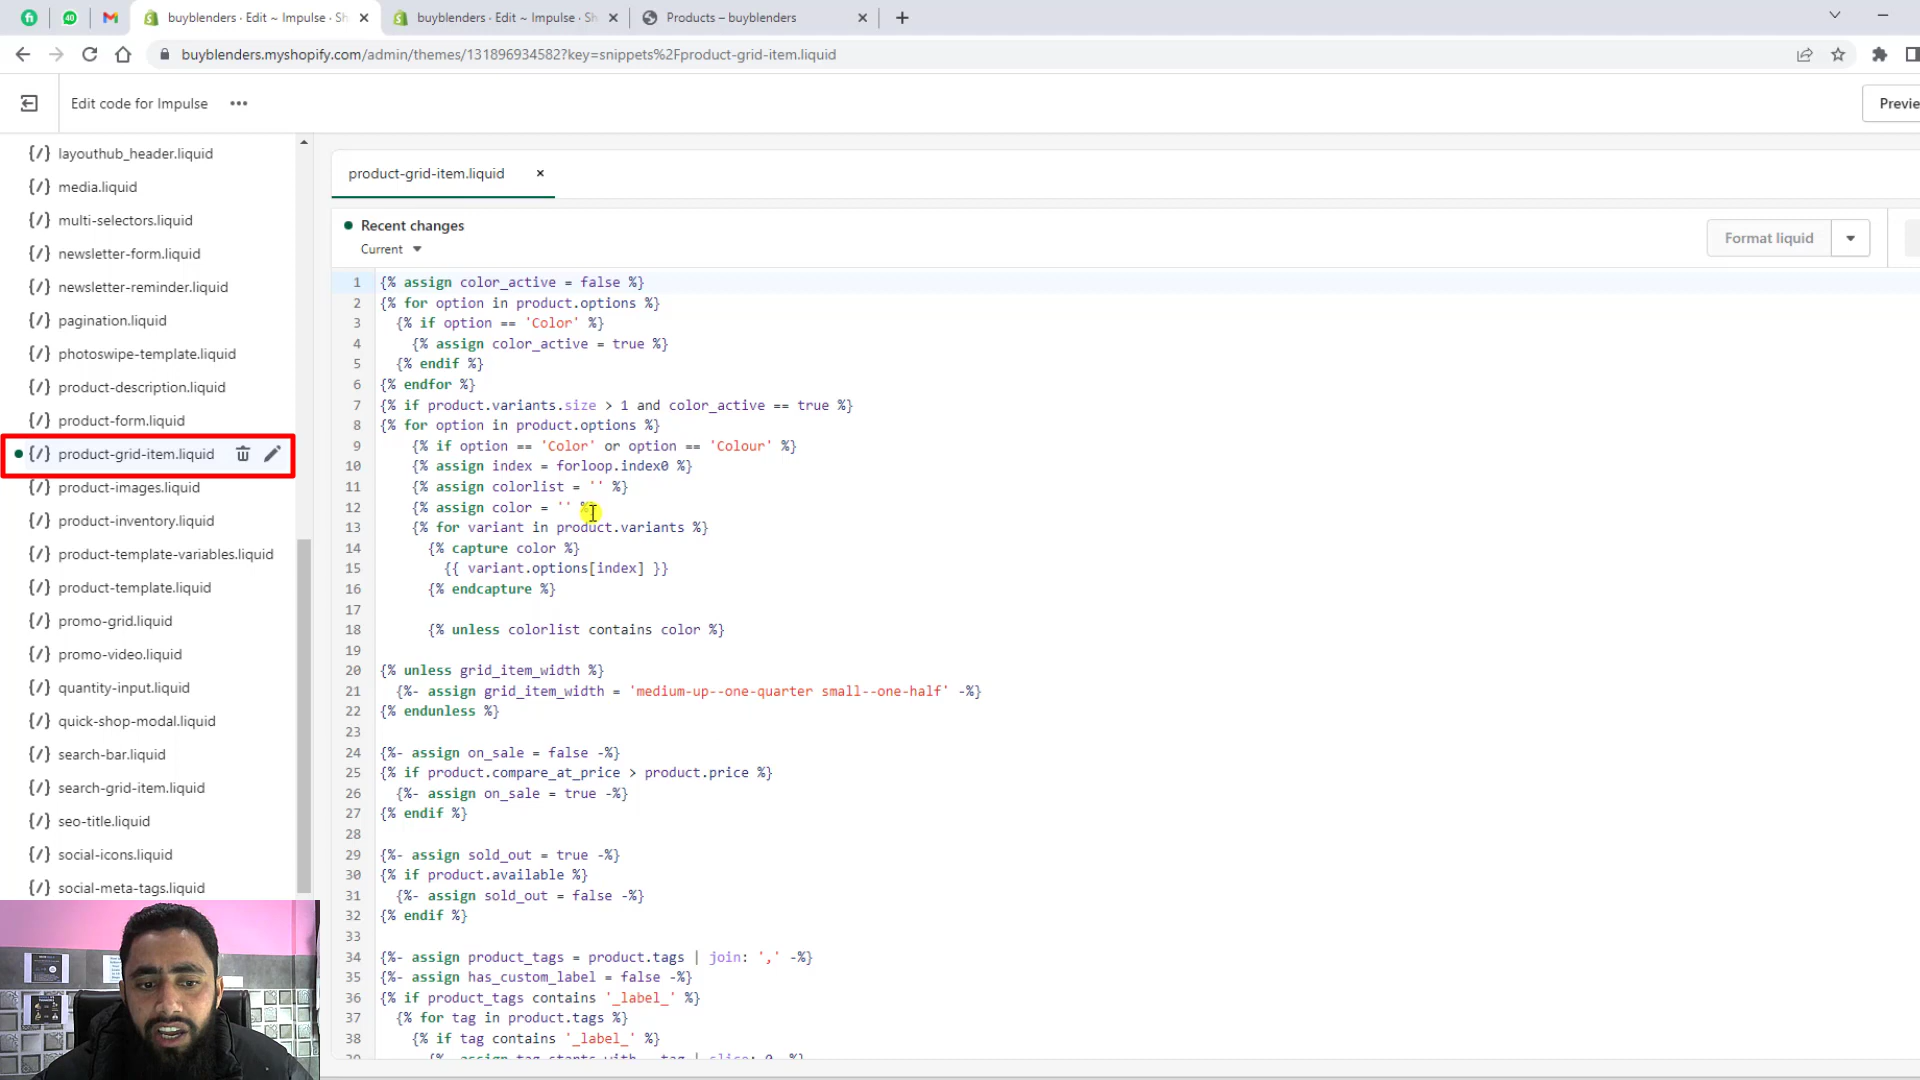 buyblenders · Edit ~ Impulse · Sh
buyblenders · Edit ~ Impulse · Sh
Products – buyblenders
buyblenders.myshopify.com/admin/themes/131896934582?key=snippets%2Fproduct-grid-item.liquid
Edit code for Impulse
Previe
{/} layouthub_header.liquid
{/} media.liquid
{/} multi-selectors.liquid
{/} newsletter-form.liquid
{/} newsletter-reminder.liquid
{/} pagination.liquid
{/} photoswipe-template.liquid
{/} product-description.liquid
{/} product-form.liquid
{/} product-grid-item.liquid
{/} product-images.liquid
{/} product-inventory.liquid
{/} product-template-variables.liquid
{/} product-template.liquid
{/} promo-grid.liquid
{/} promo-video.liquid
{/} quantity-input.liquid
{/} quick-shop-modal.liquid
{/} search-bar.liquid
{/} search-grid-item.liquid
{/} seo-title.liquid
{/} social-icons.liquid
{/} social-meta-tags.liquid
product-grid-item.liquid
Recent changes
Current
Format liquid
1 {% assign color_active = false %}
2 {% for option in product.options %}
3 {% if option == 'Color' %}
4 {% assign color_active = true %}
5 {% endif %}
6 {% endfor %}
7 {% if product.variants.size > 1 and color_active == true %}
8 {% for option in product.options %}
9 {% if option == 'Color' or option == 'Colour' %}
10 {% assign index = forloop.index0 %}
11 {% assign colorlist = '' %}
12 {% assign color = '' %}
13 {% for variant in product.variants %}
14 {% capture color %}
15 {{ variant.options[index] }}
16 {% endcapture %}
17
18 {% unless colorlist contains color %}
19
20 {% unless grid_item_width %}
21 {%- assign grid_item_width = 'medium-up--one-quarter small--one-half' -%}
22 {% endunless %}
23
24 {%- assign on_sale = false -%}
25 {% if product.compare_at_price > product.price %}
26 {%- assign on_sale = true -%}
27 {% endif %}
28
29 {%- assign sold_out = true -%}
30 {% if product.available %}
31 {%- assign sold_out = false -%}
32 {% endif %}
33
34 {%- assign product_tags = product.tags | join: ',' -%}
35 {%- assign has_custom_label = false -%}
36 {% if product_tags contains '_label_' %}
37 {% for tag in product.tags %}
38 {% if tag contains '_label_' %}